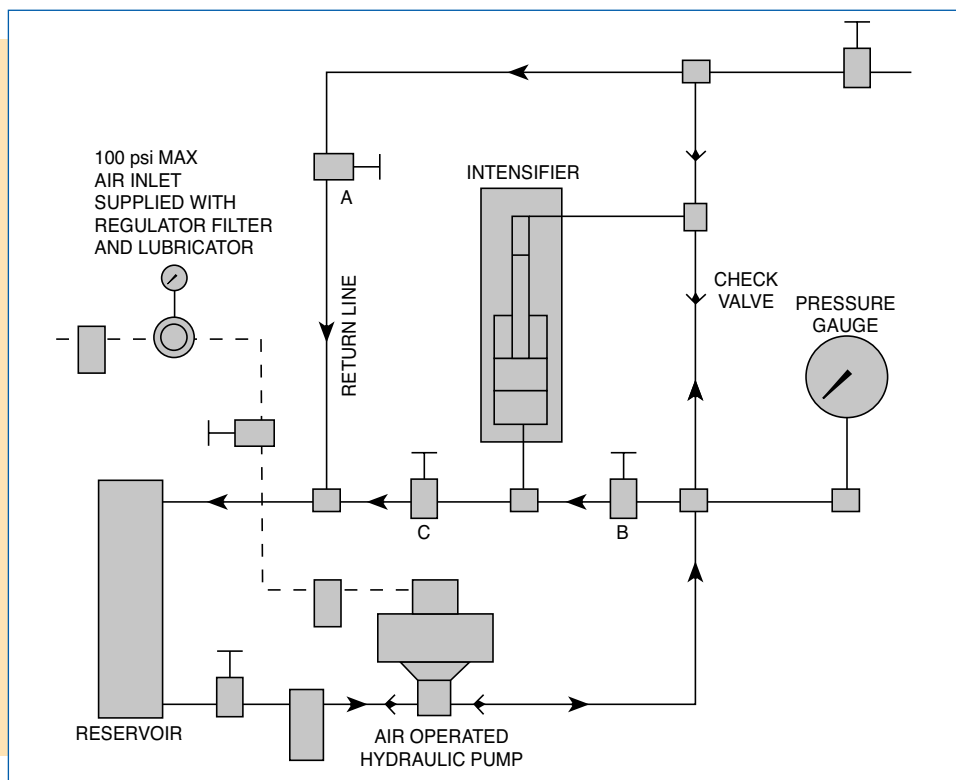 100 psi MAX
AIR INLET
SUPPLIED WITH
REGULATOR FILTER
AND LUBRICATOR
A
INTENSIFIER
RETURN LINE
CHECK
VALVE
PRESSURE
GAUGE
C
B
RESERVOIR
AIR OPERATED
HYDRAULIC PUMP